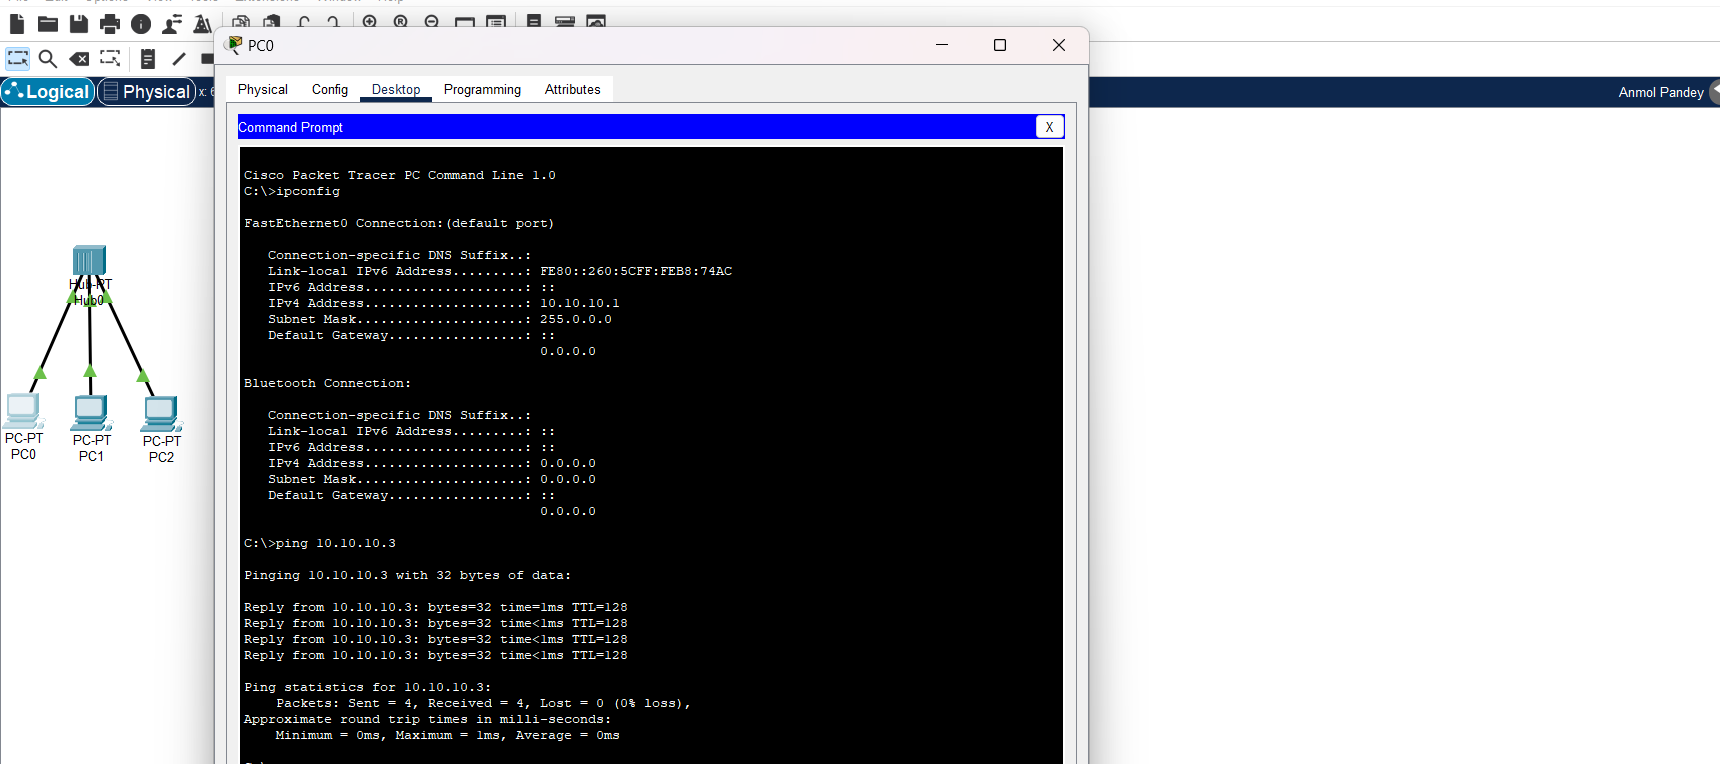 PC0
Logical
Physical
x: 6
Anmol Pandey
Physical
Config
Desktop
Programming
Attributes
Command Prompt
X
Cisco Packet Tracer PC Command Line 1.0
C:\>ipconfig
FastEthernet0 Connection:(default port)
Connection-specific DNS Suffix..:
Link-local IPv6 Address.........: FE80::260:5CFF:FEB8:74AC
IPv6 Address....................: ::
IPv4 Address....................: 10.10.10.1
Subnet Mask.....................: 255.0.0.0
Default Gateway.................: ::
0.0.0.0
Bluetooth Connection:
Connection-specific DNS Suffix..:
Link-local IPv6 Address.........: ::
IPv6 Address....................: ::
IPv4 Address....................: 0.0.0.0
Subnet Mask.....................: 0.0.0.0
Default Gateway.................: ::
0.0.0.0
C:\>ping 10.10.10.3
Pinging 10.10.10.3 with 32 bytes of data:
Reply from 10.10.10.3: bytes=32 time=1ms TTL=128
Reply from 10.10.10.3: bytes=32 time<1ms TTL=128
Reply from 10.10.10.3: bytes=32 time<1ms TTL=128
Reply from 10.10.10.3: bytes=32 time<1ms TTL=128
Ping statistics for 10.10.10.3:
Packets: Sent = 4, Received = 4, Lost = 0 (0% loss),
Approximate round trip times in milli-seconds:
Minimum = 0ms, Maximum = 1ms, Average = 0ms
Hub-PT
Hub0
PC-PT
PC0
PC-PT
PC1
PC-PT
PC2